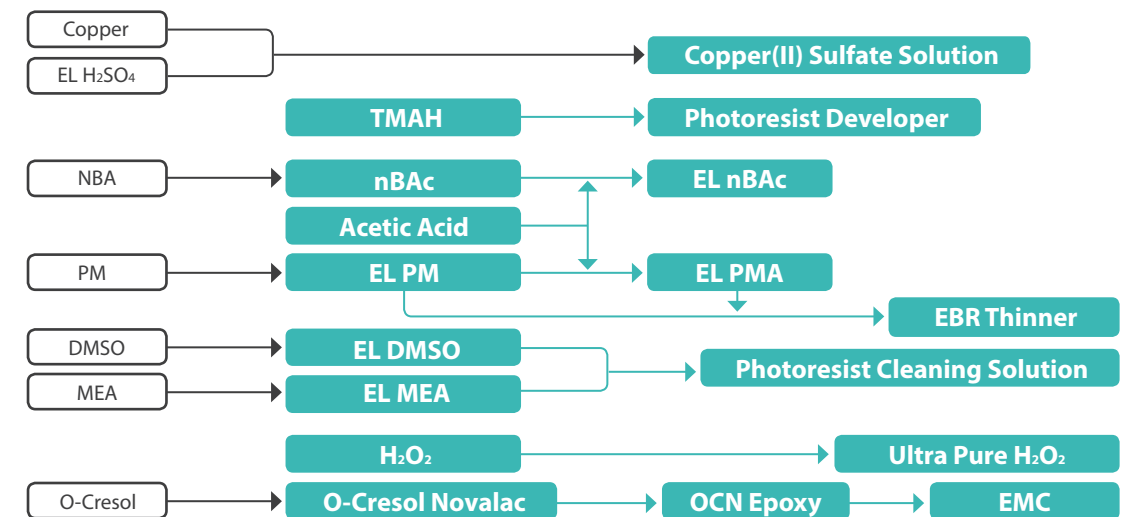 Copper
EL H₂SO₄
Copper(II) Sulfate Solution
TMAH
Photoresist Developer
NBA
nBAc
EL nBAc
Acetic Acid
PM
EL PM
EL PMA
EBR Thinner
DMSO
EL DMSO
Photoresist Cleaning Solution
MEA
EL MEA
H₂O₂
Ultra Pure H₂O₂
O-Cresol
O-Cresol Novalac
OCN Epoxy
EMC